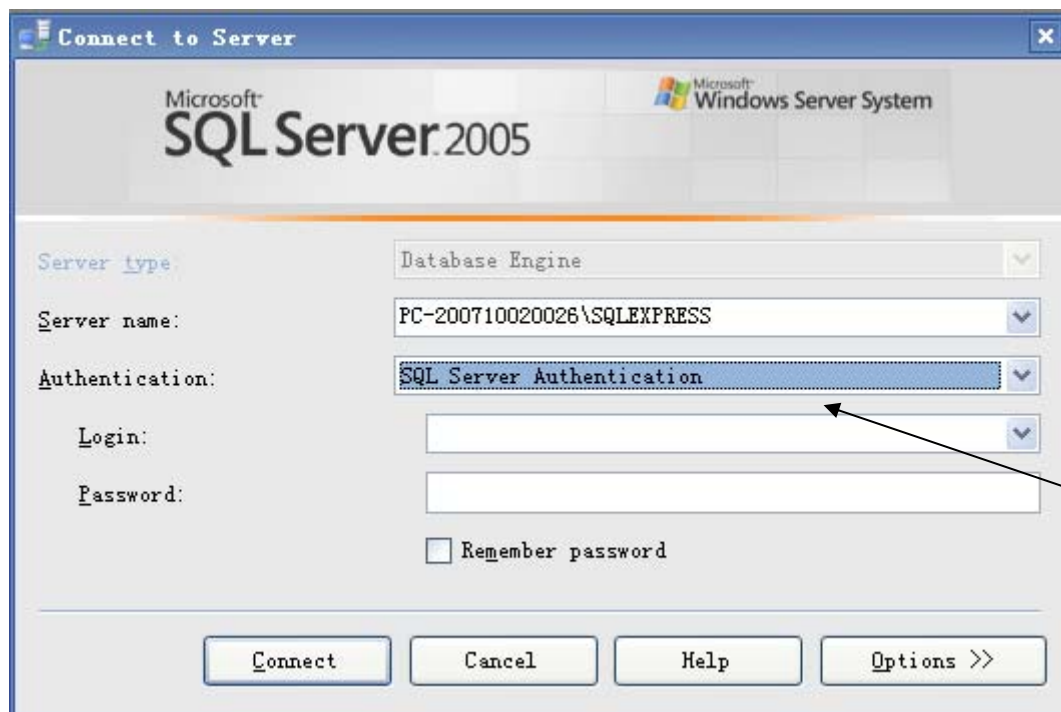 Connect to Server
Microsoft
SQL Server 2005
Microsoft
Windows Server System
Server type:
Database Engine
Server name:
PC-200710020026\SQLEXPRESS
Authentication:
SQL Server Authentication
Login:
Password:
Remember password
Connect
Cancel
Help
Options >>